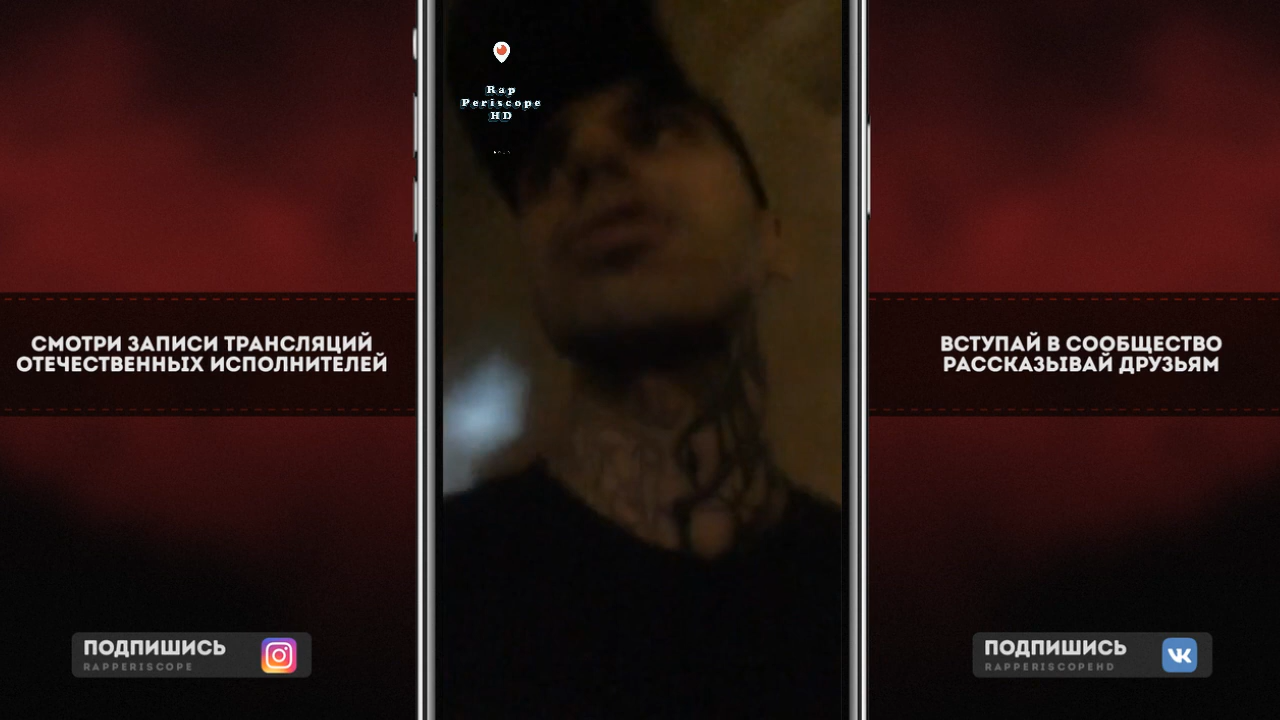 Rap
Periscope
HD
СМОТРИ ЗАПИСИ ТРАНСЛЯЦИЙ
ОТЕЧЕСТВЕННЫХ ИСПОЛНИТЕЛЕЙ
ВСТУПАЙ В СООБЩЕСТВО
РАССКАЗЫВАЙ ДРУЗЬЯМ
ПОДПИШИСЬ
RAPPERISCOPE
ПОДПИШИСЬ
RAPPERISCOPEHD